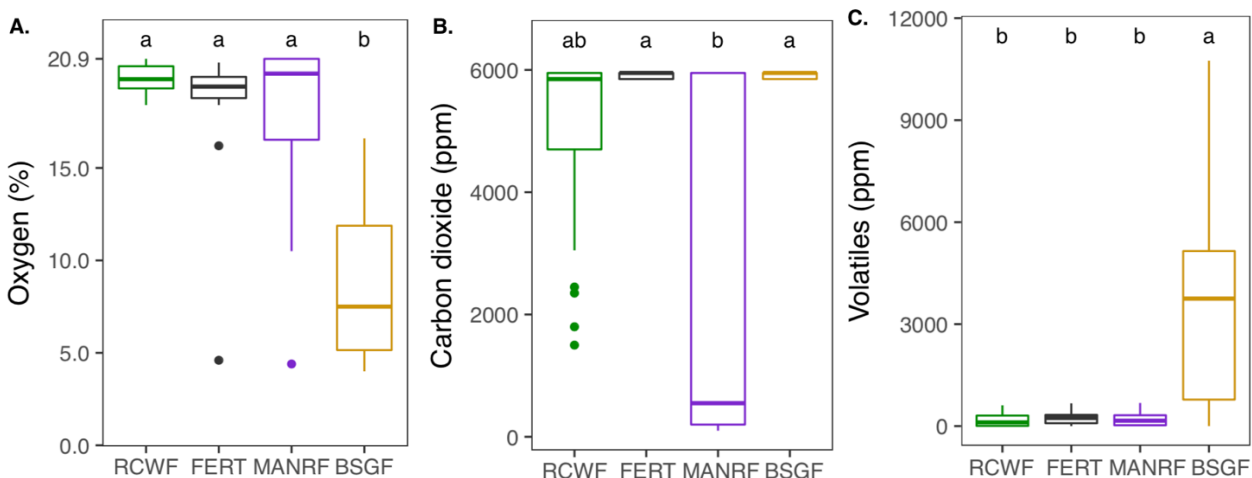 A.
Oxygen (%)
20.9
15.0
10.0
5.0
0.0
a a a b
RCWF FERT MANRF BSGF
B.
Carbon dioxide (ppm)
6000
4000
2000
0
ab a b a
RCWF FERT MANRF BSGF
C.
Volatiles (ppm)
12000
9000
6000
3000
0
b b b a
RCWF FERT MANRF BSGF